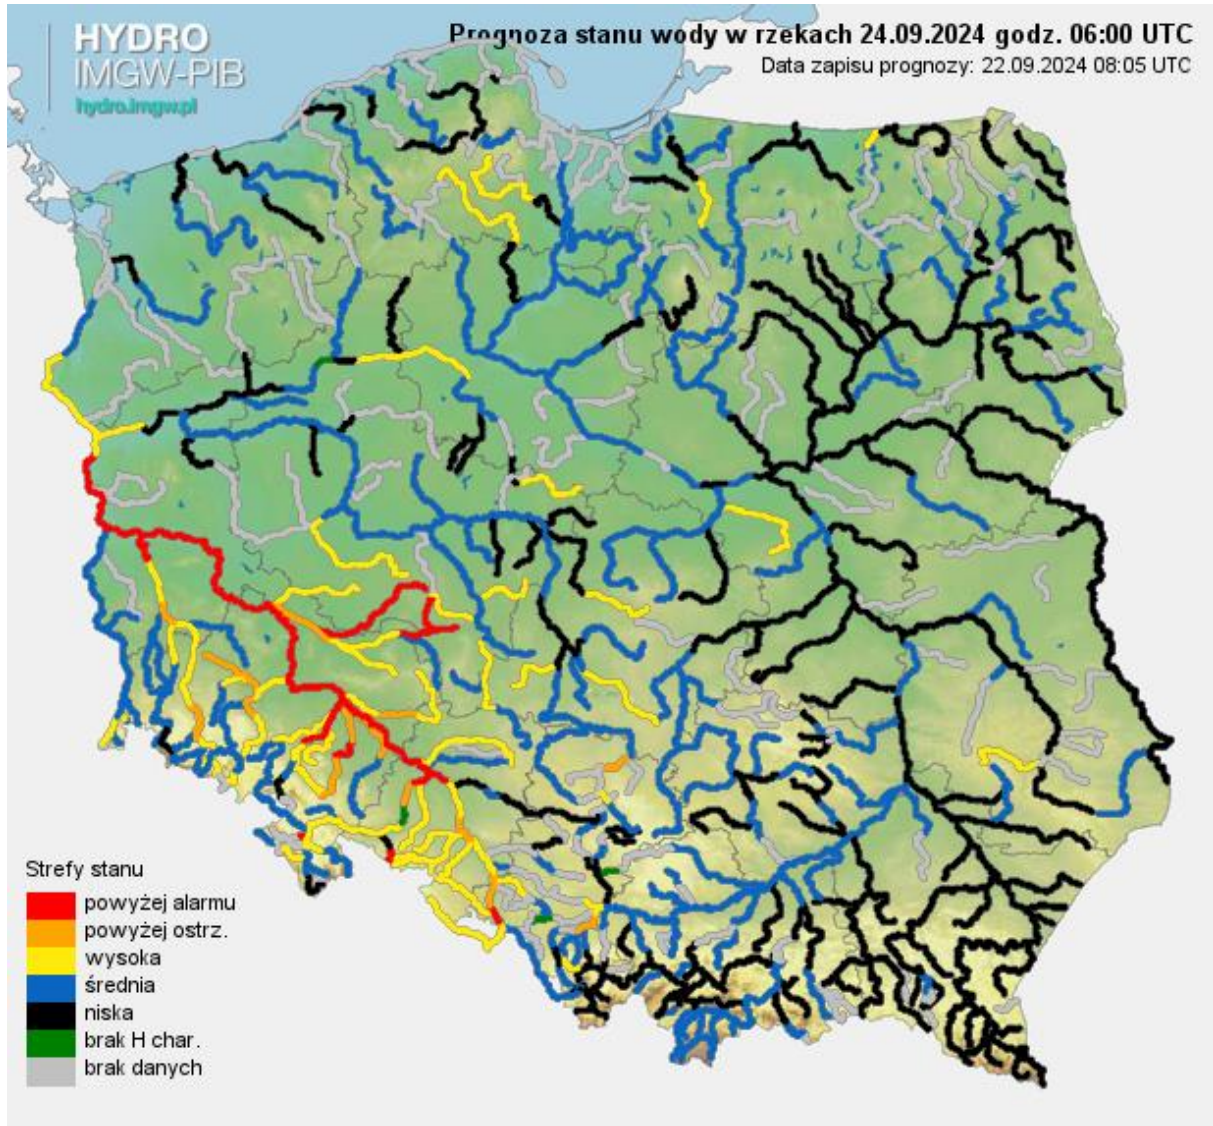 HYDRO
IMGW-PIB
hydro.imgw.pl
Prognoza stanu wody w rzekach 24.09.2024 godz. 06:00 UTC
Data zapisu prognozy: 22.09.2024 08:05 UTC
Strefy stanu
powyżej alarmu
powyżej ostrz.
wysoka
średnia
niska
brak H char.
brak danych